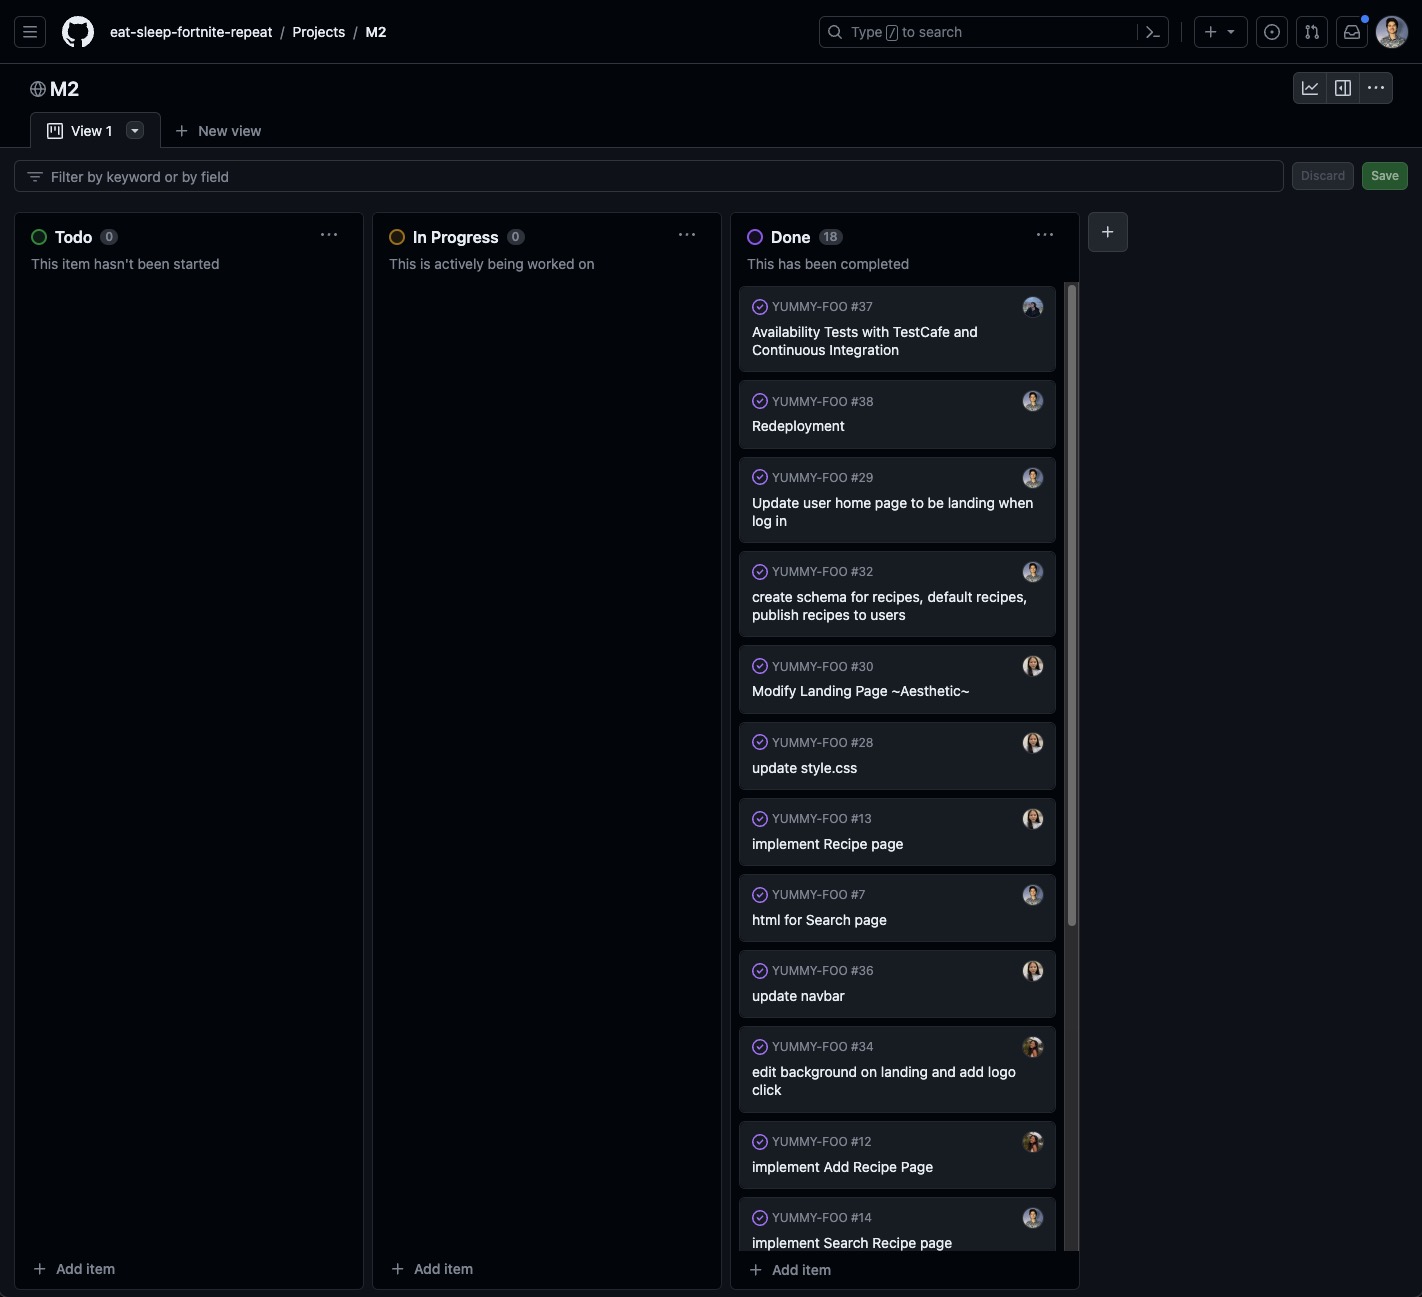 eat-sleep-fortnite-repeat / Projects / M2
Type / to search
M2
View 1
New view
Filter by keyword or by field
Discard
Save
Todo 0
This item hasn't been started
Add item
In Progress 0
This is actively being worked on
Add item
Done 18
This has been completed
YUMMY-FOO #37
Availability Tests with TestCafe and
Continuous Integration
YUMMY-FOO #38
Redeployment
YUMMY-FOO #29
Update user home page to be landing when
log in
YUMMY-FOO #32
create schema for recipes, default recipes,
publish recipes to users
YUMMY-FOO #30
Modify Landing Page ~Aesthetic~
YUMMY-FOO #28
update style.css
YUMMY-FOO #13
implement Recipe page
YUMMY-FOO #7
html for Search page
YUMMY-FOO #36
update navbar
YUMMY-FOO #34
edit background on landing and add logo
click
YUMMY-FOO #12
implement Add Recipe Page
YUMMY-FOO #14
implement Search Recipe page
Add item